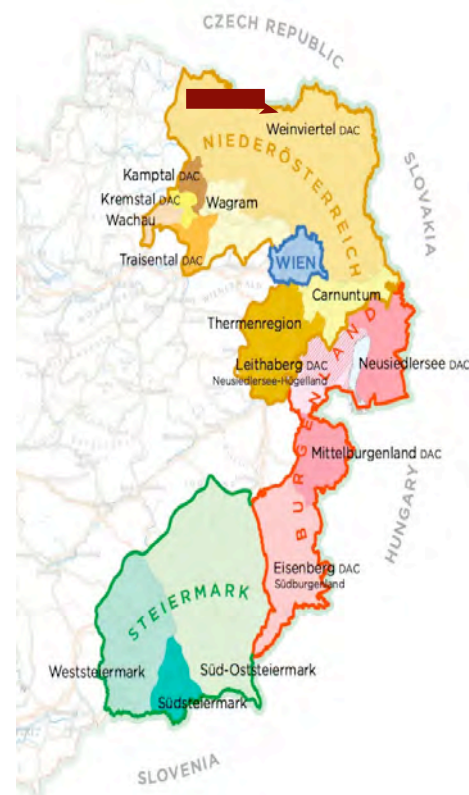 CZECH REPUBLIC
Weinviertel DAC
NIEDERÖSTERREICH
SLOVAKIA
Kamptal DAC
Kremstal DAC
Wagram
Wachau
Traisental DAC
WIEN
Carnuntum
Thermenregion
Leithaberg DAC
Neusiedlersee-Högelland
Neusiedlersee DAC
BURGENLAND
Mittelburgenland DAC
HUNGARY
Eisenberg DAC
Südburgenland
STEIERMARK
Weststeiermark
Süd-Oststeiermark
Südsteiermark
SLOVENIA